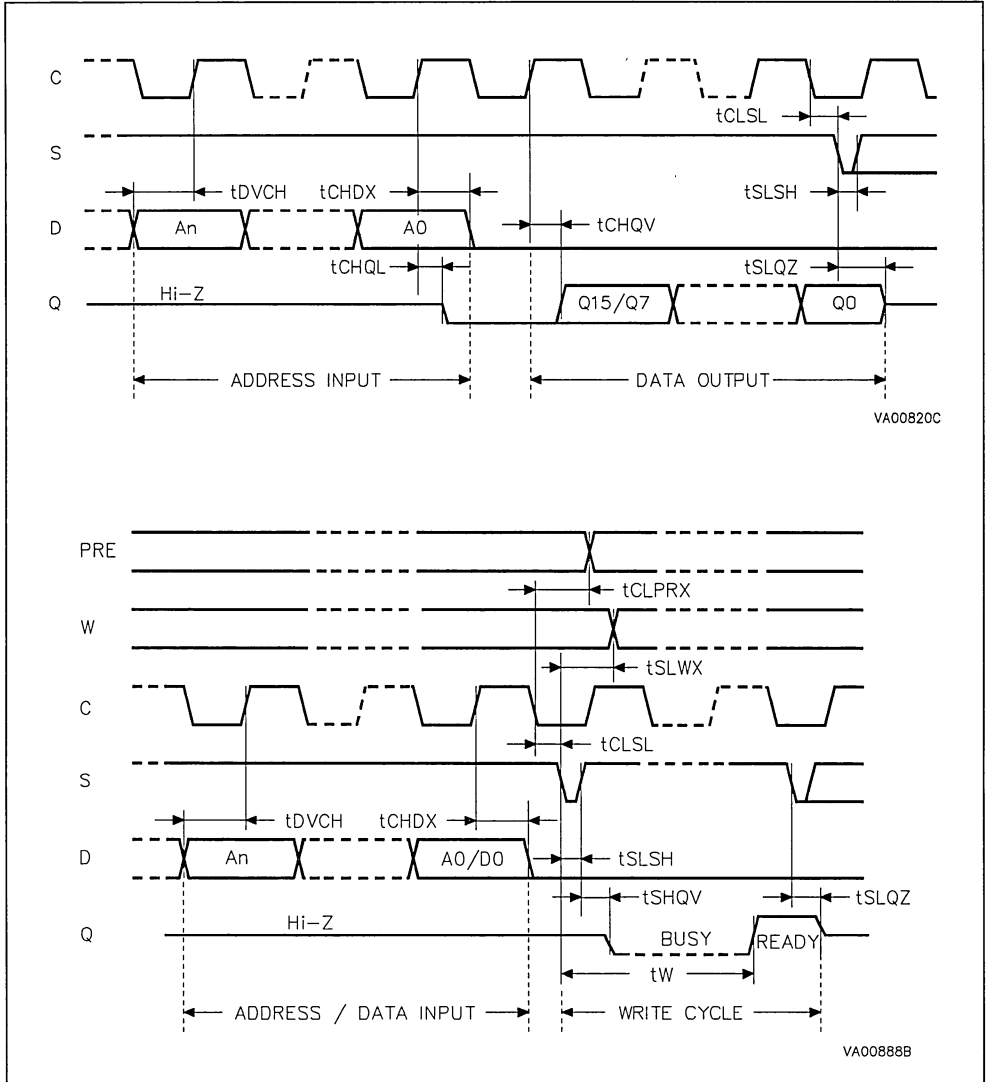 C
tCLSL
S
tDVCH tCHDX tSLSH
D An A0 tCHQV
tCHQL tSLQZ
Q Hi-Z Q15/Q7 Q0
ADDRESS INPUT DATA OUTPUT
VA00820C
PRE
tCLPRX
W
tSLWX
C
tCLSL
S
tDVCH tCHDX
D An A0/D0 tSLSH
tSHQV tSLQZ
Q Hi-Z BUSY READY
tW
ADDRESS / DATA INPUT WRITE CYCLE
VA00888B